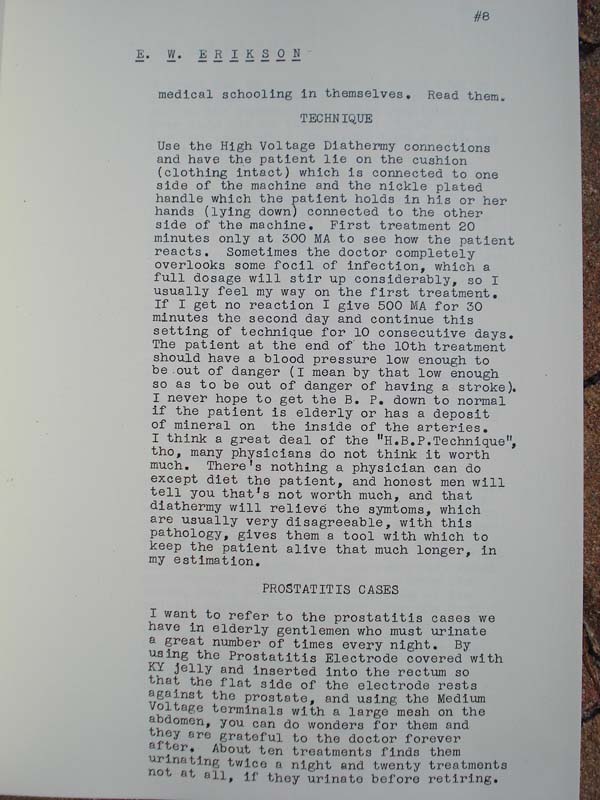 #8
E. W. ERIKSON
medical schooling in themselves. Read them.
TECHNIQUE
Use the High Voltage Diathermy connections
and have the patient lie on the cushion
(clothing intact) which is connected to one
side of the machine and the nickle plated
handle which the patient holds in his or her
hands (lying down) connected to the other
side of the machine. First treatment 20
minutes only at 300 MA to see how the patient
reacts. Sometimes the doctor completely
overlooks some focil of infection, which a
full dosage will stir up considerably, so I
usually feel my way on the first treatment.
If I get no reaction I give 500 MA for 30
minutes the second day and continue this
setting of technique for 10 consecutive days.
The patient at the end of the 10th treatment
should have a blood pressure low enough to
be out of danger (I mean by that low enough
so as to be out of danger of having a stroke).
I never hope to get the B. P. down to normal
if the patient is elderly or has a deposit
of mineral on the inside of the arteries.
I think a great deal of the "H.B.P.Technique",
tho, many physicians do not think it worth
much. There's nothing a physician can do
except diet the patient, and honest men will
tell you that's not worth much, and that
diathermy will relieve the symtoms, which
are usually very disagreeable, with this
pathology, gives them a tool with which to
keep the patient alive that much longer, in
my estimation.
PROSTATITIS CASES
I want to refer to the prostatitis cases we
have in elderly gentlemen who must urinate
a great number of times every night. By
using the Prostatitis Electrode covered with
KY jelly and inserted into the rectum so
that the flat side of the electrode rests
against the prostate, and using the Medium
Voltage terminals with a large mesh on the
abdomen, you can do wonders for them and
they are grateful to the doctor forever
after. About ten treatments finds them
urinating twice a night and twenty treatments
not at all, if they urinate before retiring.